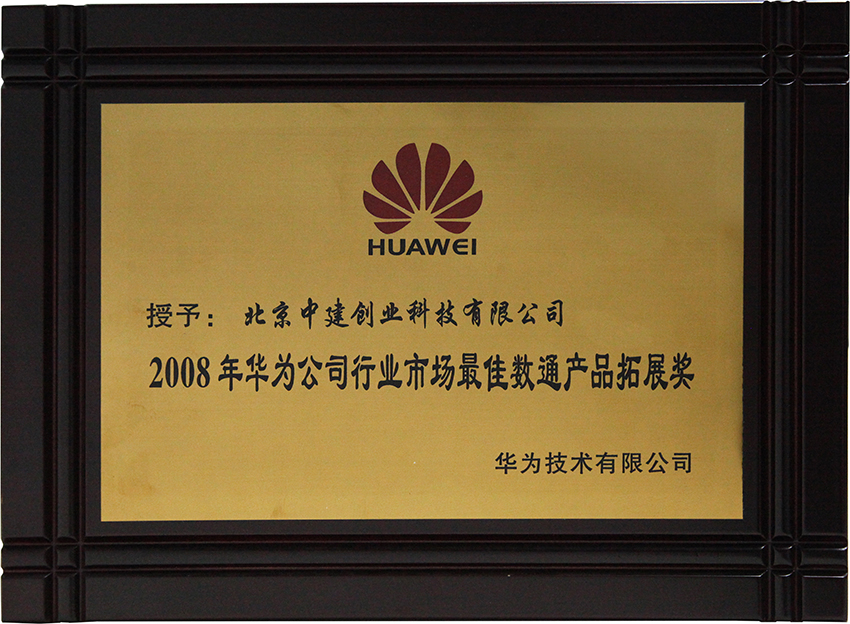 HUAWEI
授予：北京中建创业科技有限公司
2008年华为公司行业市场最佳数通产品拓展奖
华为技术有限公司